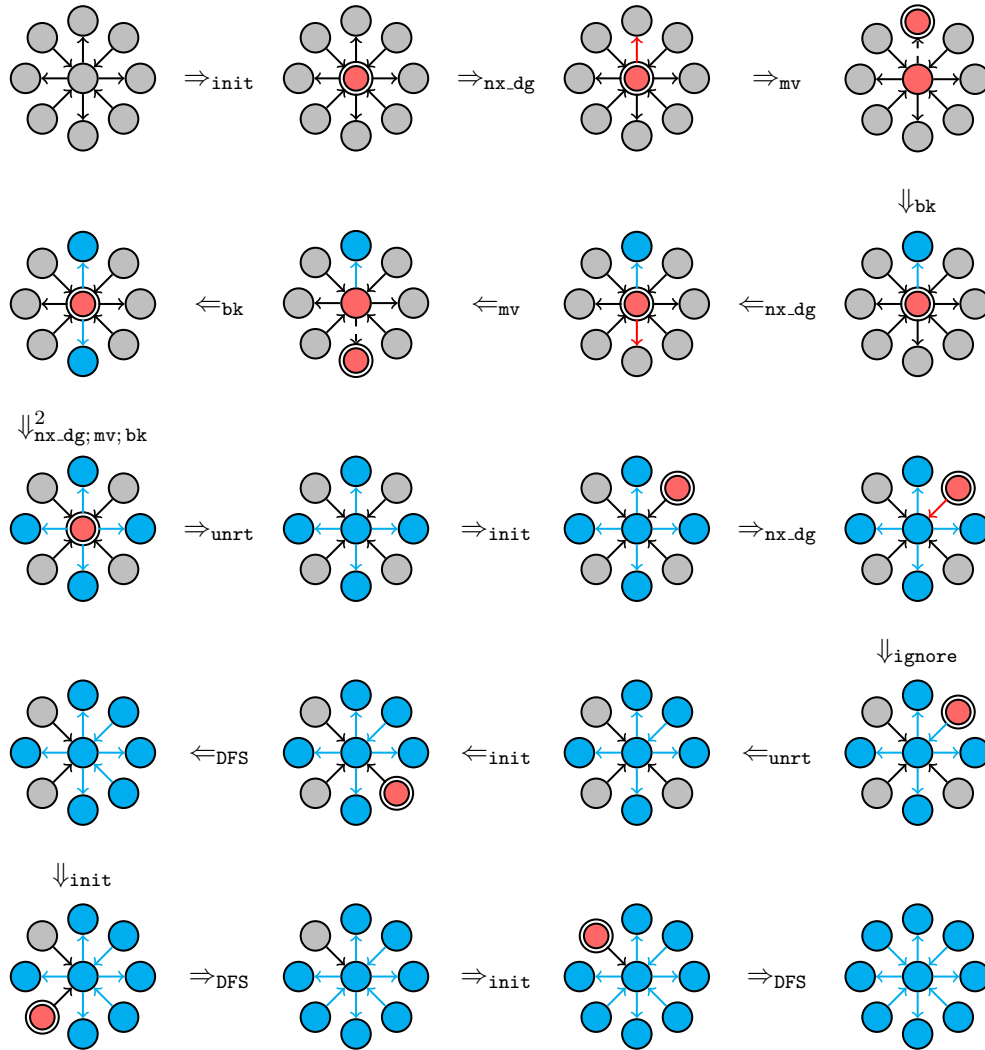 ⇒init ⇒nx_dg ⇒mv
⇓bk
⇐bk ⇐mv ⇐nx_dg
⇓2nx_dg; mv; bk
⇒unrt ⇒init ⇒nx_dg
⇓ignore
⇐DFS ⇐init ⇐unrt
⇓init
⇒DFS ⇒init ⇒DFS